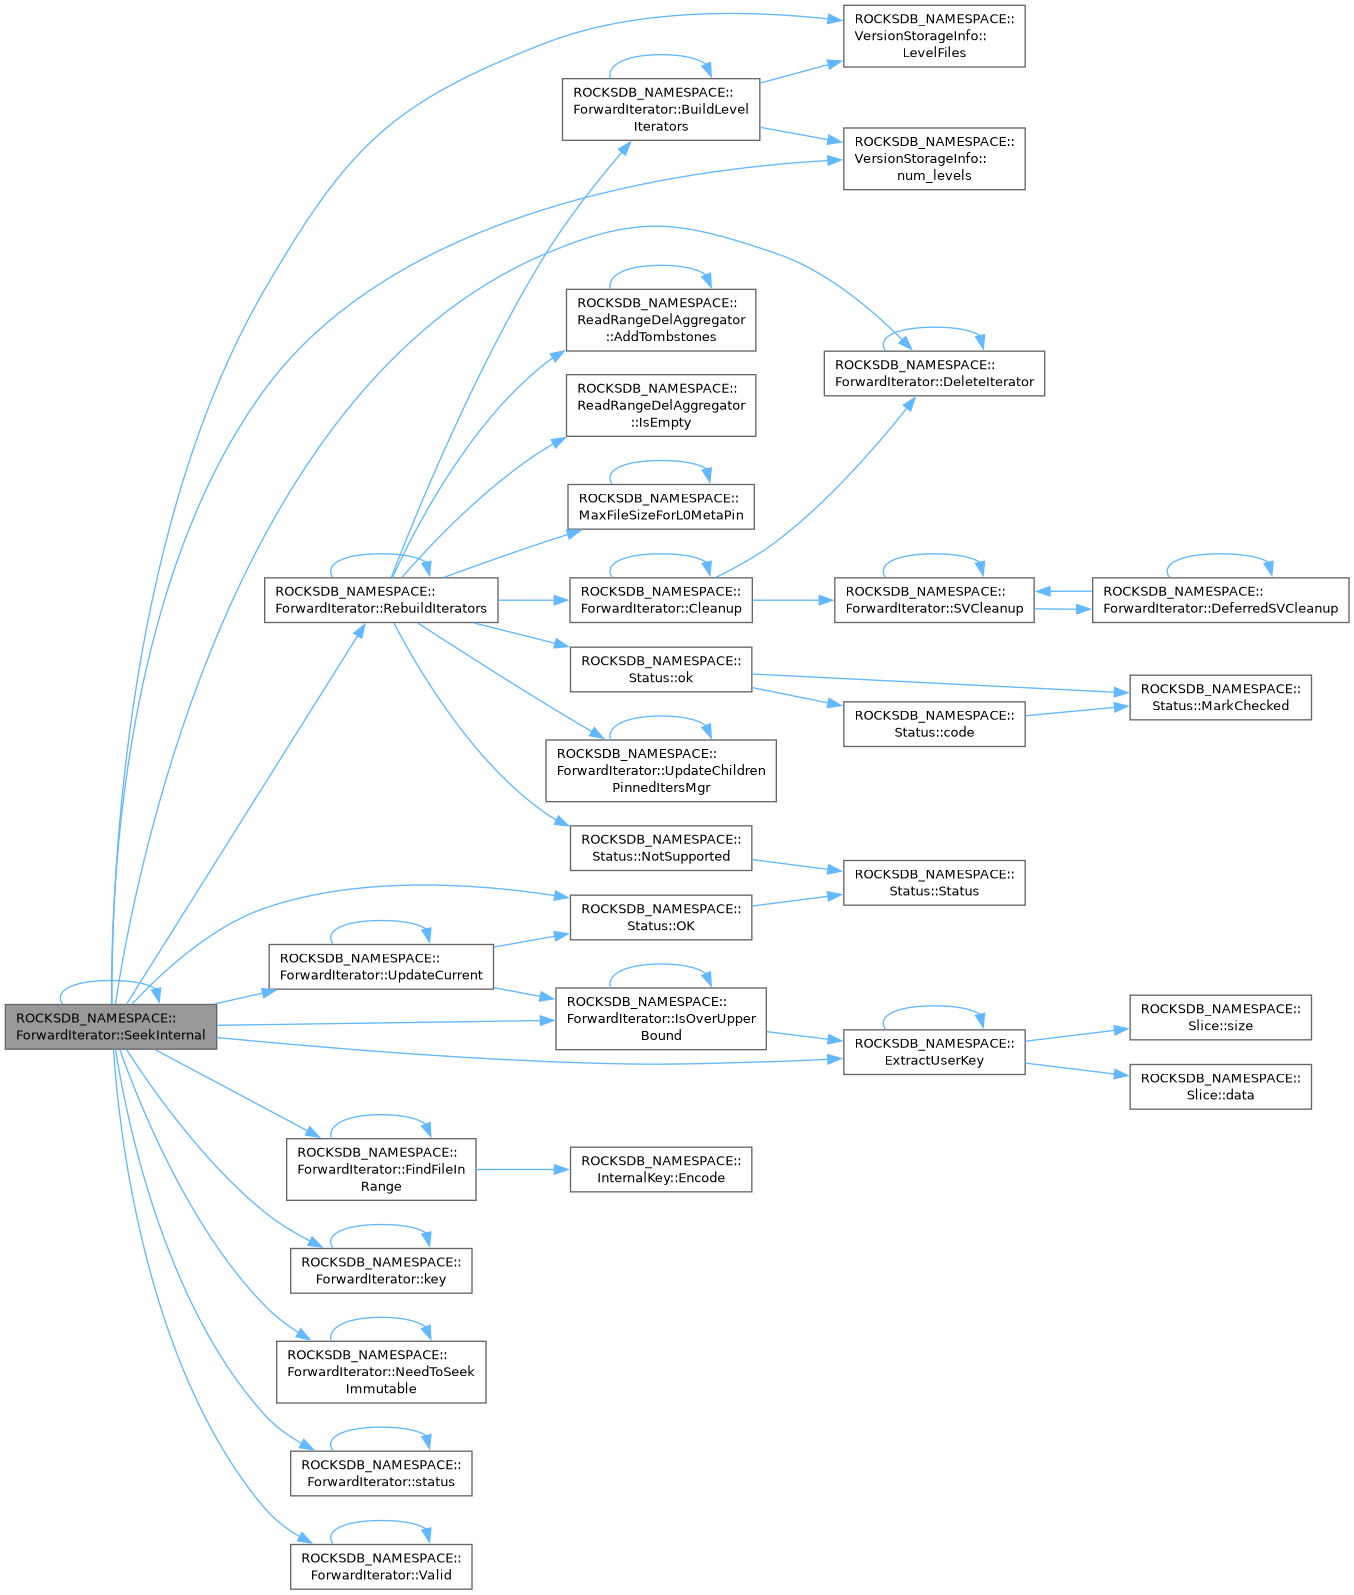 ROCKSDB_NAMESPACE::
VersionStorageInfo::
LevelFiles
ROCKSDB_NAMESPACE::
ForwardIterator::BuildLevel
Iterators
ROCKSDB_NAMESPACE::
VersionStorageInfo::
num_levels
ROCKSDB_NAMESPACE::
ReadRangeDelAggregator
::AddTombstones
ROCKSDB_NAMESPACE::
ForwardIterator::DeleteIterator
ROCKSDB_NAMESPACE::
ReadRangeDelAggregator
::IsEmpty
ROCKSDB_NAMESPACE::
MaxFileSizeForL0MetaPin
ROCKSDB_NAMESPACE::
ForwardIterator::RebuildIterators
ROCKSDB_NAMESPACE::
ForwardIterator::Cleanup
ROCKSDB_NAMESPACE::
ForwardIterator::SVCleanup
ROCKSDB_NAMESPACE::
ForwardIterator::DeferredSVCleanup
ROCKSDB_NAMESPACE::
Status::ok
ROCKSDB_NAMESPACE::
Status::MarkChecked
ROCKSDB_NAMESPACE::
Status::code
ROCKSDB_NAMESPACE::
ForwardIterator::UpdateChildren
PinnedItersMgr
ROCKSDB_NAMESPACE::
Status::NotSupported
ROCKSDB_NAMESPACE::
Status::Status
ROCKSDB_NAMESPACE::
Status::OK
ROCKSDB_NAMESPACE::
ForwardIterator::UpdateCurrent
ROCKSDB_NAMESPACE::
ForwardIterator::SeekInternal
ROCKSDB_NAMESPACE::
ForwardIterator::IsOverUpper
Bound
ROCKSDB_NAMESPACE::
ExtractUserKey
ROCKSDB_NAMESPACE::
Slice::size
ROCKSDB_NAMESPACE::
Slice::data
ROCKSDB_NAMESPACE::
ForwardIterator::FindFileIn
Range
ROCKSDB_NAMESPACE::
InternalKey::Encode
ROCKSDB_NAMESPACE::
ForwardIterator::key
ROCKSDB_NAMESPACE::
ForwardIterator::NeedToSeek
Immutable
ROCKSDB_NAMESPACE::
ForwardIterator::status
ROCKSDB_NAMESPACE::
ForwardIterator::Valid